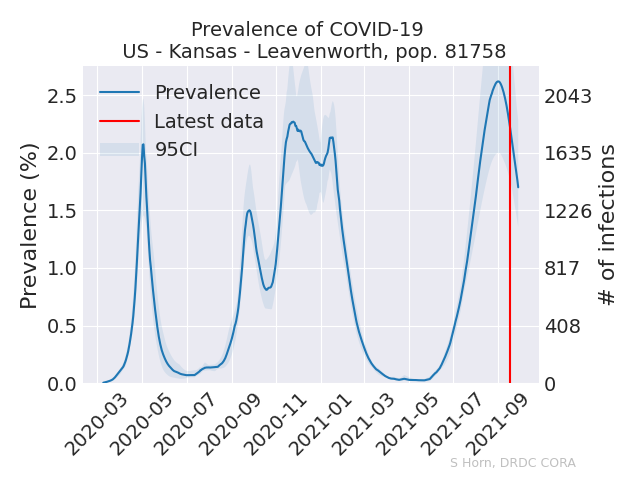 Prevalence of COVID-19
US - Kansas - Leavenworth, pop. 81758
Prevalence
Latest data
95CI
Prevalence (%)
2.5
2.0
1.5
1.0
0.5
0.0
2043
1635
1226
817
408
0
# of infections
2020-03
2020-05
2020-07
2020-09
2020-11
2021-01
2021-03
2021-05
2021-07
2021-09
S Horn, DRDC CORA